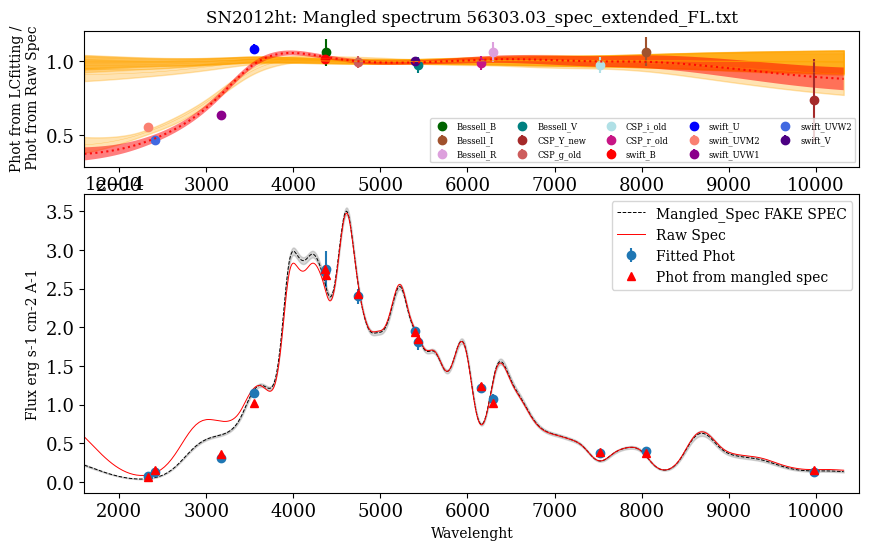 SN2012ht: Mangled spectrum 56303.03_spec_extended_FL.txt
Phot from LCfitting /
Phot from Raw Spec
1.0
0.5
Bessell_B
Bessell_I
Bessell_R
Bessell_V
CSP_Y_new
CSP_g_old
CSP_i_old
CSP_r_old
swift_B
swift_U
swift_UVM2
swift_UVW1
swift_UVW2
swift_V
2000 3000 4000 5000 6000 7000 8000 9000 10000
1e−14
Flux erg s-1 cm-2 A-1
3.5
3.0
2.5
2.0
1.5
1.0
0.5
0.0
Mangled_Spec FAKE SPEC
Raw Spec
Fitted Phot
Phot from mangled spec
2000 3000 4000 5000 6000 7000 8000 9000 10000
Wavelenght